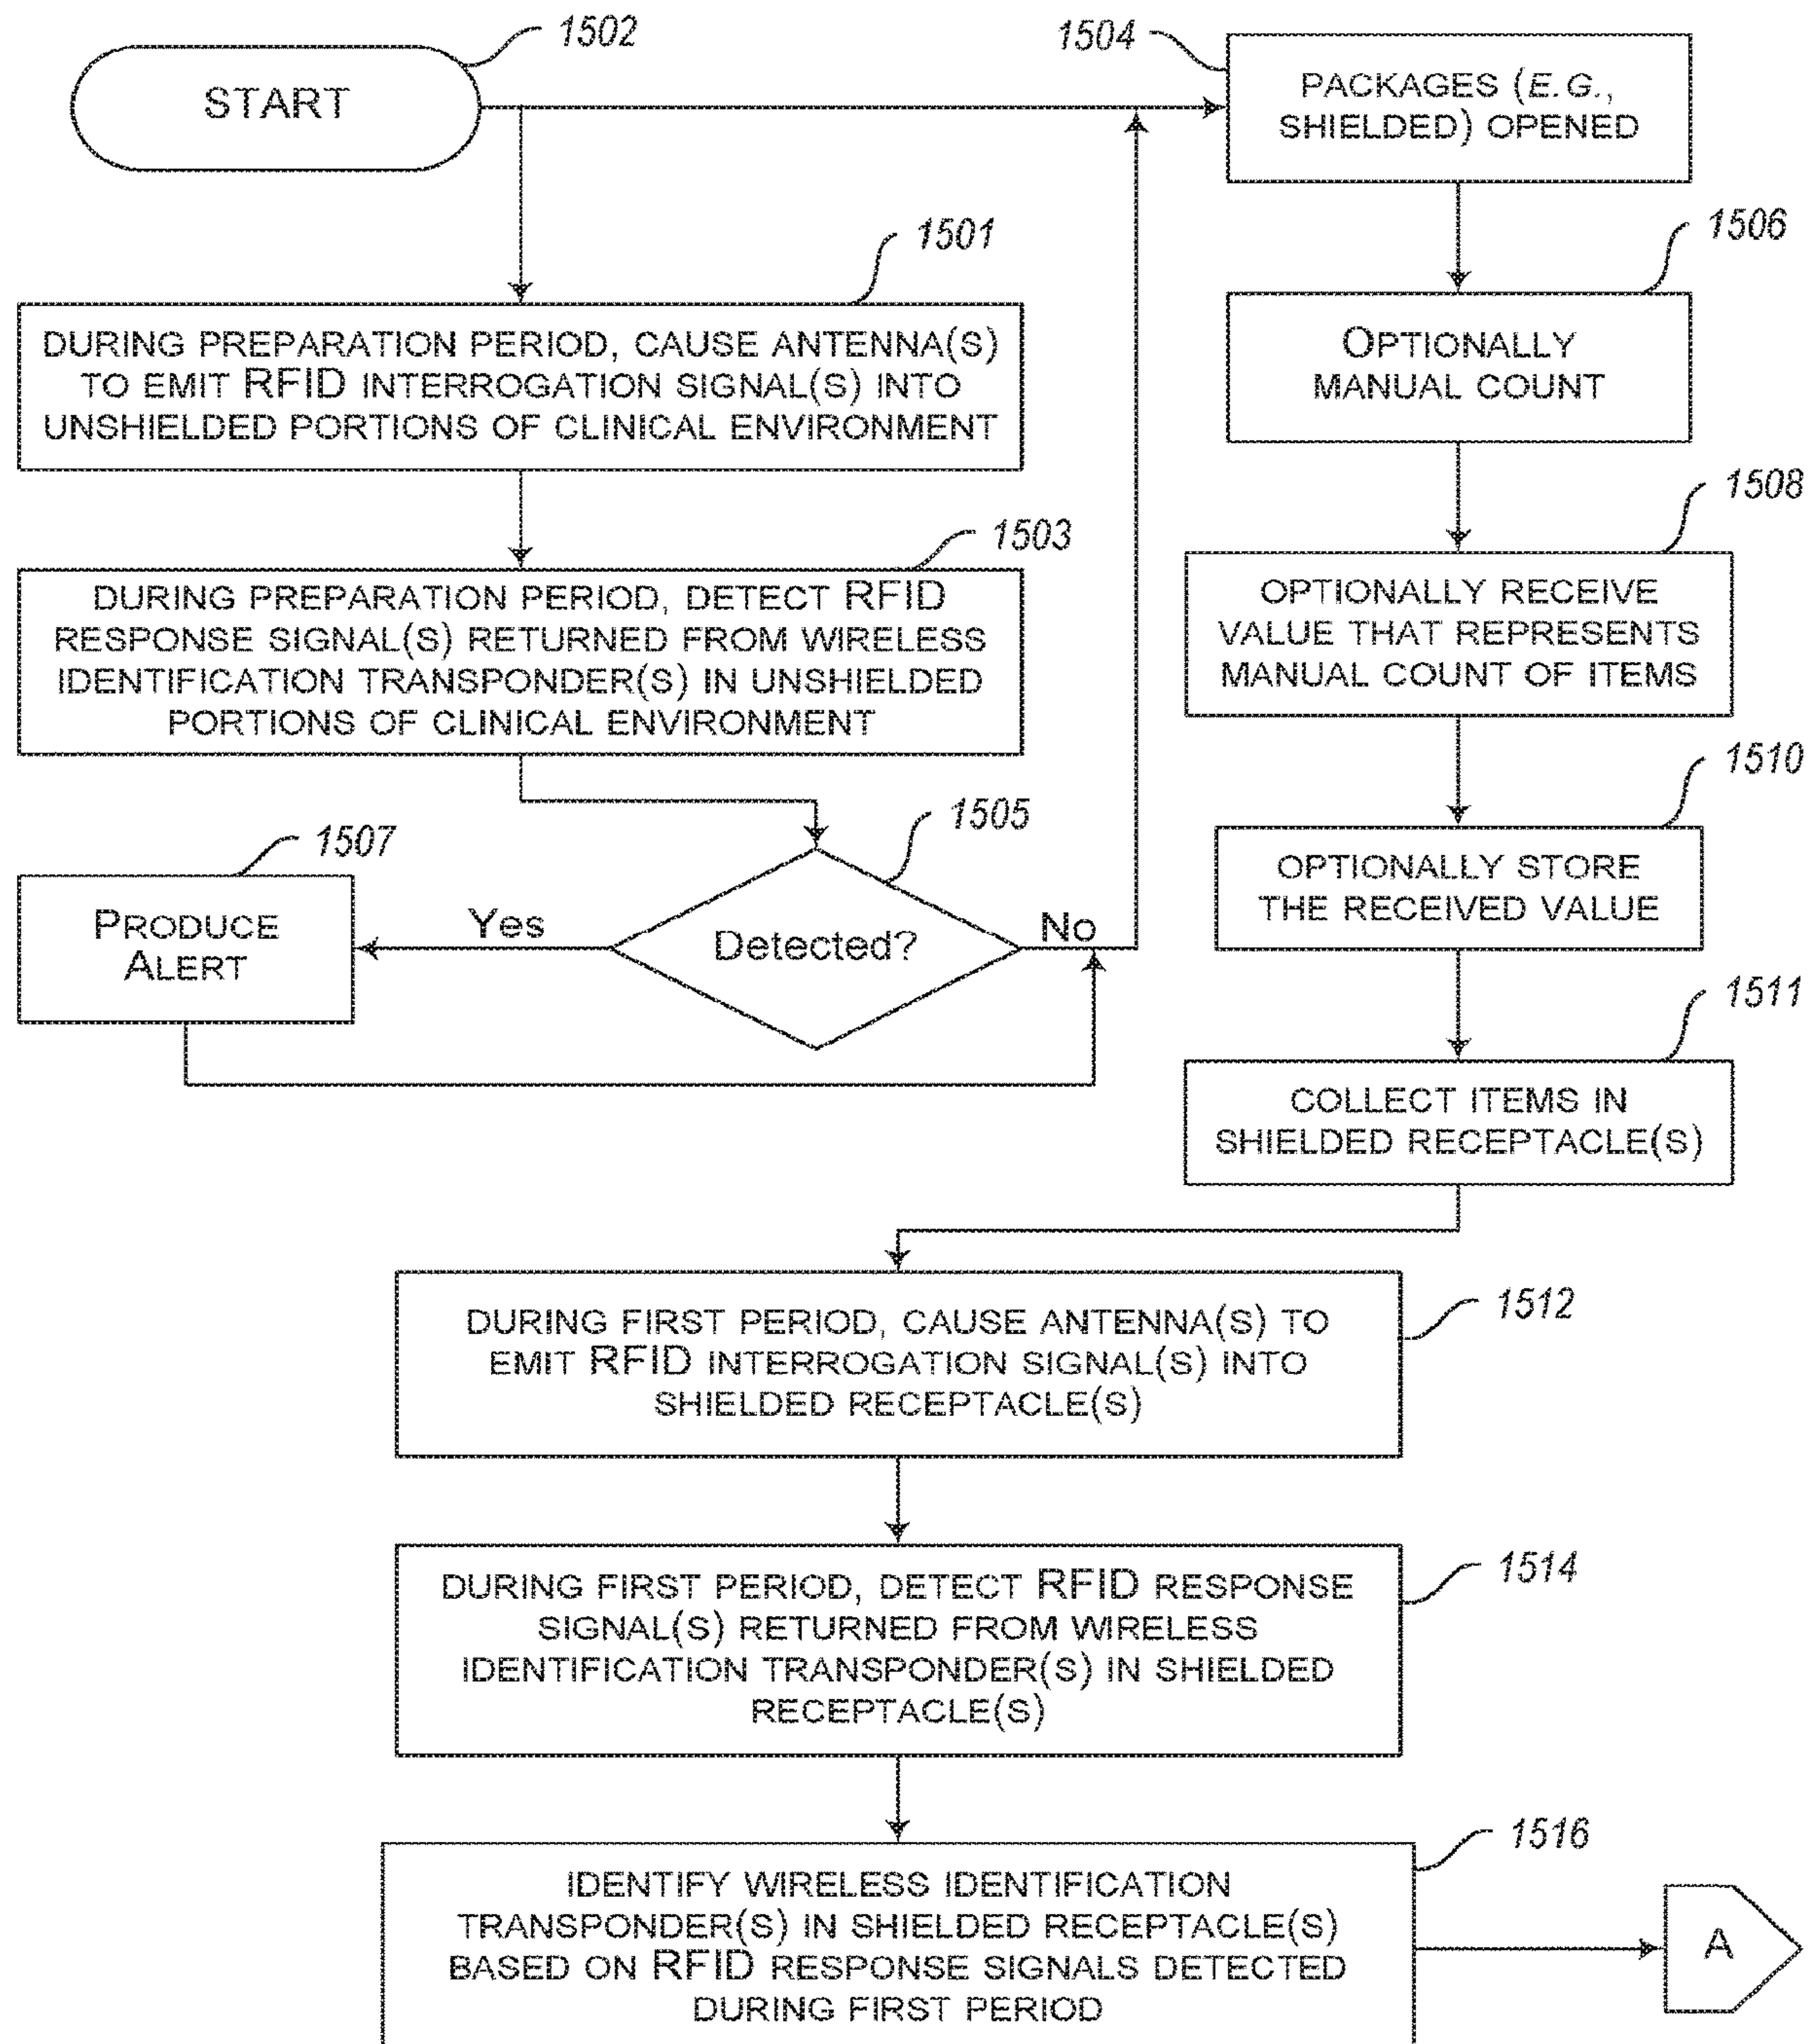 1502
START
1504
PACKAGES (E.G.,
SHIELDED) OPENED
1501
DURING PREPARATION PERIOD, CAUSE ANTENNA(S)
TO EMIT RFID INTERROGATION SIGNAL(S) INTO
UNSHIELDED PORTIONS OF CLINICAL ENVIRONMENT
1506
OPTIONALLY
MANUAL COUNT
1503
DURING PREPARATION PERIOD, DETECT RFID
RESPONSE SIGNAL(S) RETURNED FROM WIRELESS
IDENTIFICATION TRANSPONDER(S) IN UNSHIELDED
PORTIONS OF CLINICAL ENVIRONMENT
1508
OPTIONALLY RECEIVE
VALUE THAT REPRESENTS
MANUAL COUNT OF ITEMS
1505
Detected?
Yes
No
1507
PRODUCE
ALERT
1510
OPTIONALLY STORE
THE RECEIVED VALUE
1511
COLLECT ITEMS IN
SHIELDED RECEPTACLE(S)
1512
DURING FIRST PERIOD, CAUSE ANTENNA(S) TO
EMIT RFID INTERROGATION SIGNAL(S) INTO
SHIELDED RECEPTACLE(S)
1514
DURING FIRST PERIOD, DETECT RFID RESPONSE
SIGNAL(S) RETURNED FROM WIRELESS
IDENTIFICATION TRANSPONDER(S) IN SHIELDED
RECEPTACLE(S)
1516
IDENTIFY WIRELESS IDENTIFICATION
TRANSPONDER(S) IN SHIELDED RECEPTACLE(S)
BASED ON RFID RESPONSE SIGNALS DETECTED
DURING FIRST PERIOD
A